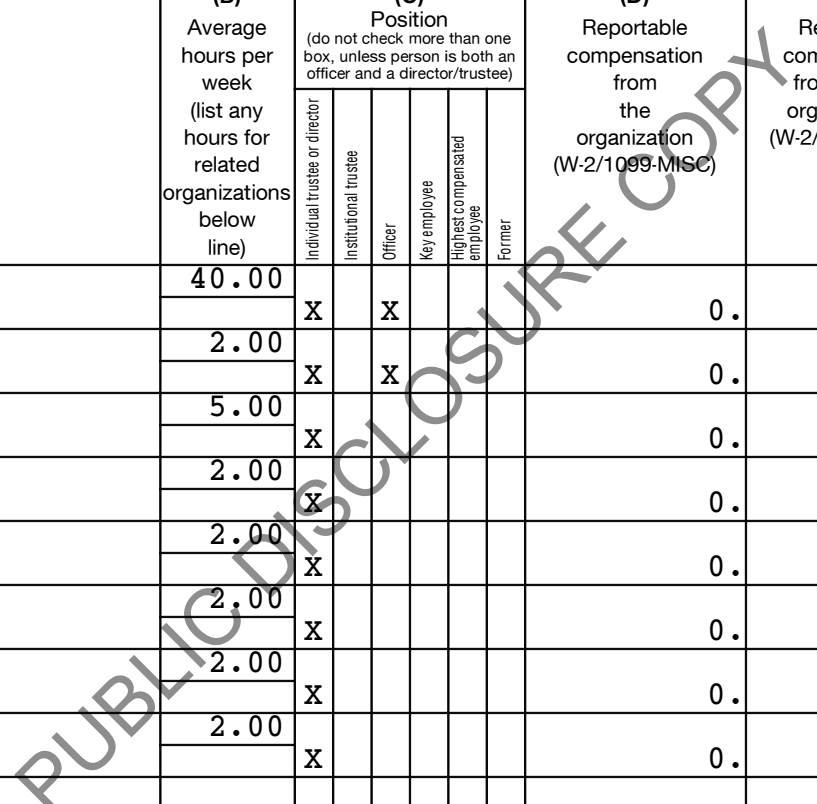 (B)
Average
hours per
week
(list any
hours for
related
organizations
below
line)
(C)
Position
(do not check more than one
box, unless person is both an
officer and a director/trustee)
Individual trustee or director
Institutional trustee
Officer
Key employee
Highest compensated
employee
Former
(D)
Reportable
compensation
from
the
organization
(W-2/1099-MISC)
40.00
X X 0.
2.00
X X 0.
5.00
X 0.
2.00
X 0.
2.00
X 0.
2.00
X 0.
2.00
X 0.
2.00
X 0.
PUBLIC DISCLOSURE COPY